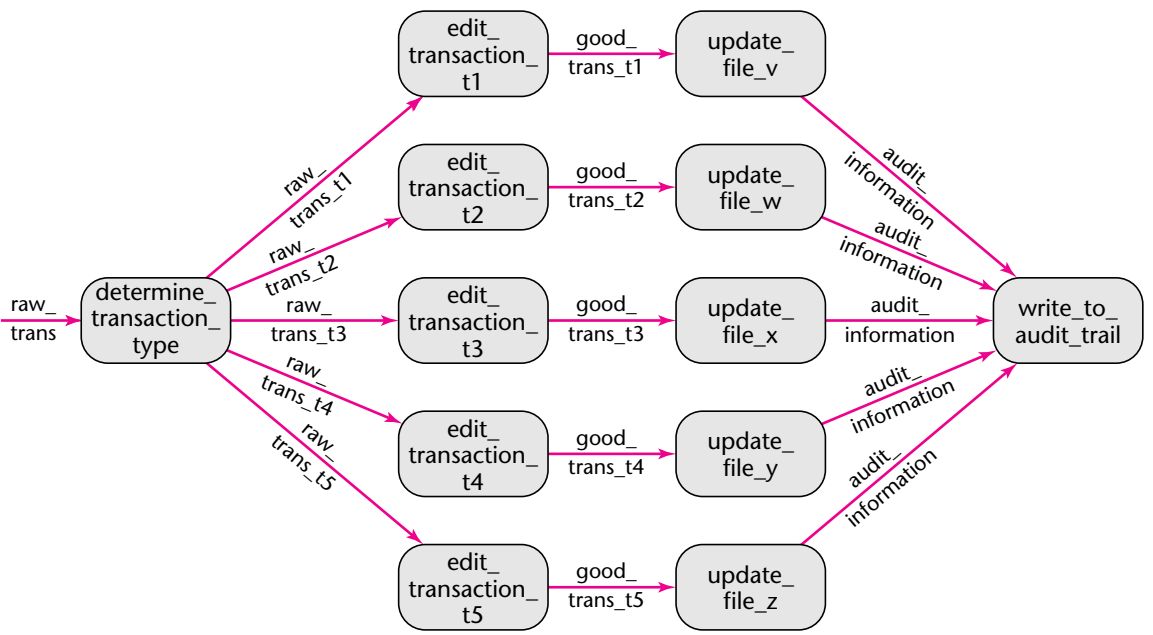 raw_
trans
determine_
transaction_
type
raw_
trans_t1
raw_
trans_t2
raw_
trans_t3
raw_
trans_t4
raw_
trans_t5
edit_
transaction_
t1
good_
trans_t1
update_
file_v
audit_
information
edit_
transaction_
t2
good_
trans_t2
update_
file_w
audit_
information
edit_
transaction_
t3
good_
trans_t3
update_
file_x
audit_
information
edit_
transaction_
t4
good_
trans_t4
update_
file_y
audit_
information
edit_
transaction_
t5
good_
trans_t5
update_
file_z
audit_
information
write_to_
audit_trail